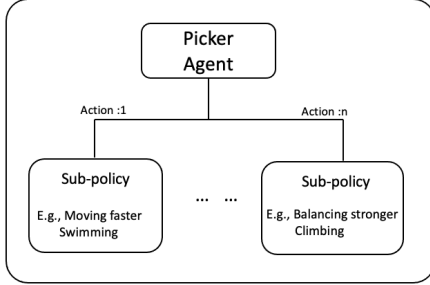 Picker
Agent
Action :1
Action :n
Sub-policy
E.g., Moving faster
Swimming
... ...
Sub-policy
E.g., Balancing stronger
Climbing